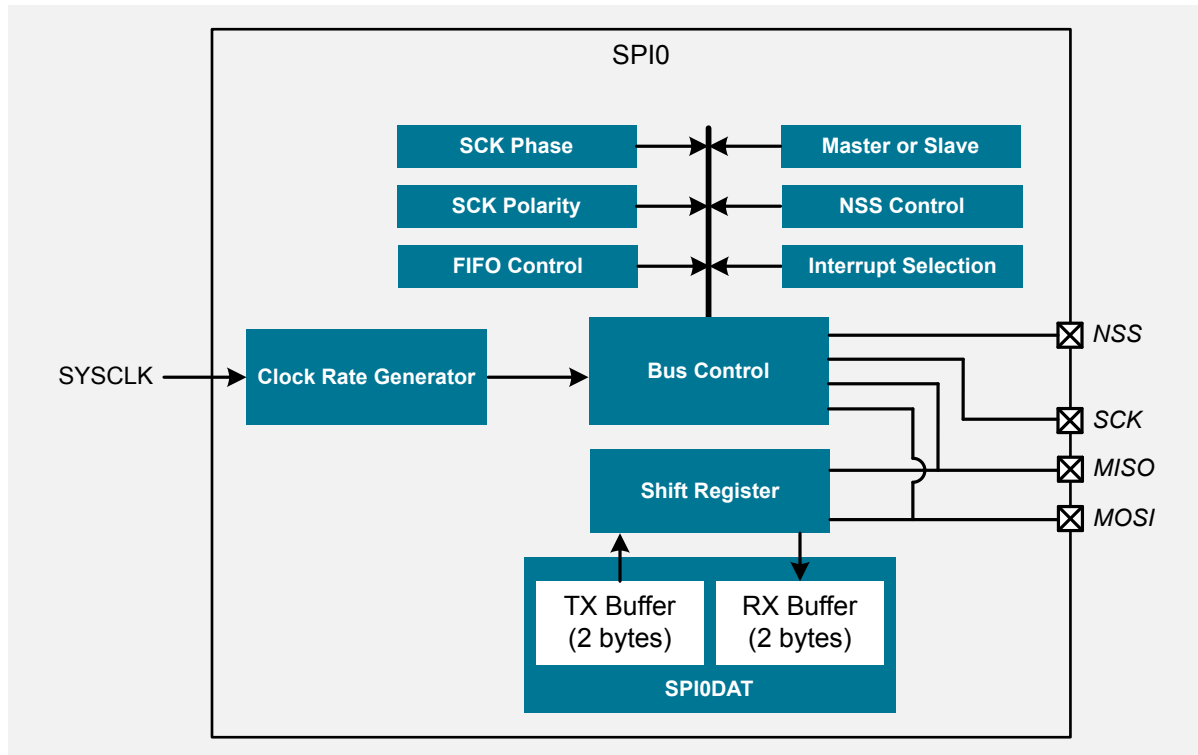 SPI0
SCK Phase
Master or Slave
SCK Polarity
NSS Control
FIFO Control
Interrupt Selection
SYSCLK
Clock Rate Generator
Bus Control
NSS
SCK
MISO
MOSI
Shift Register
TX Buffer
(2 bytes)
RX Buffer
(2 bytes)
SPI0DAT